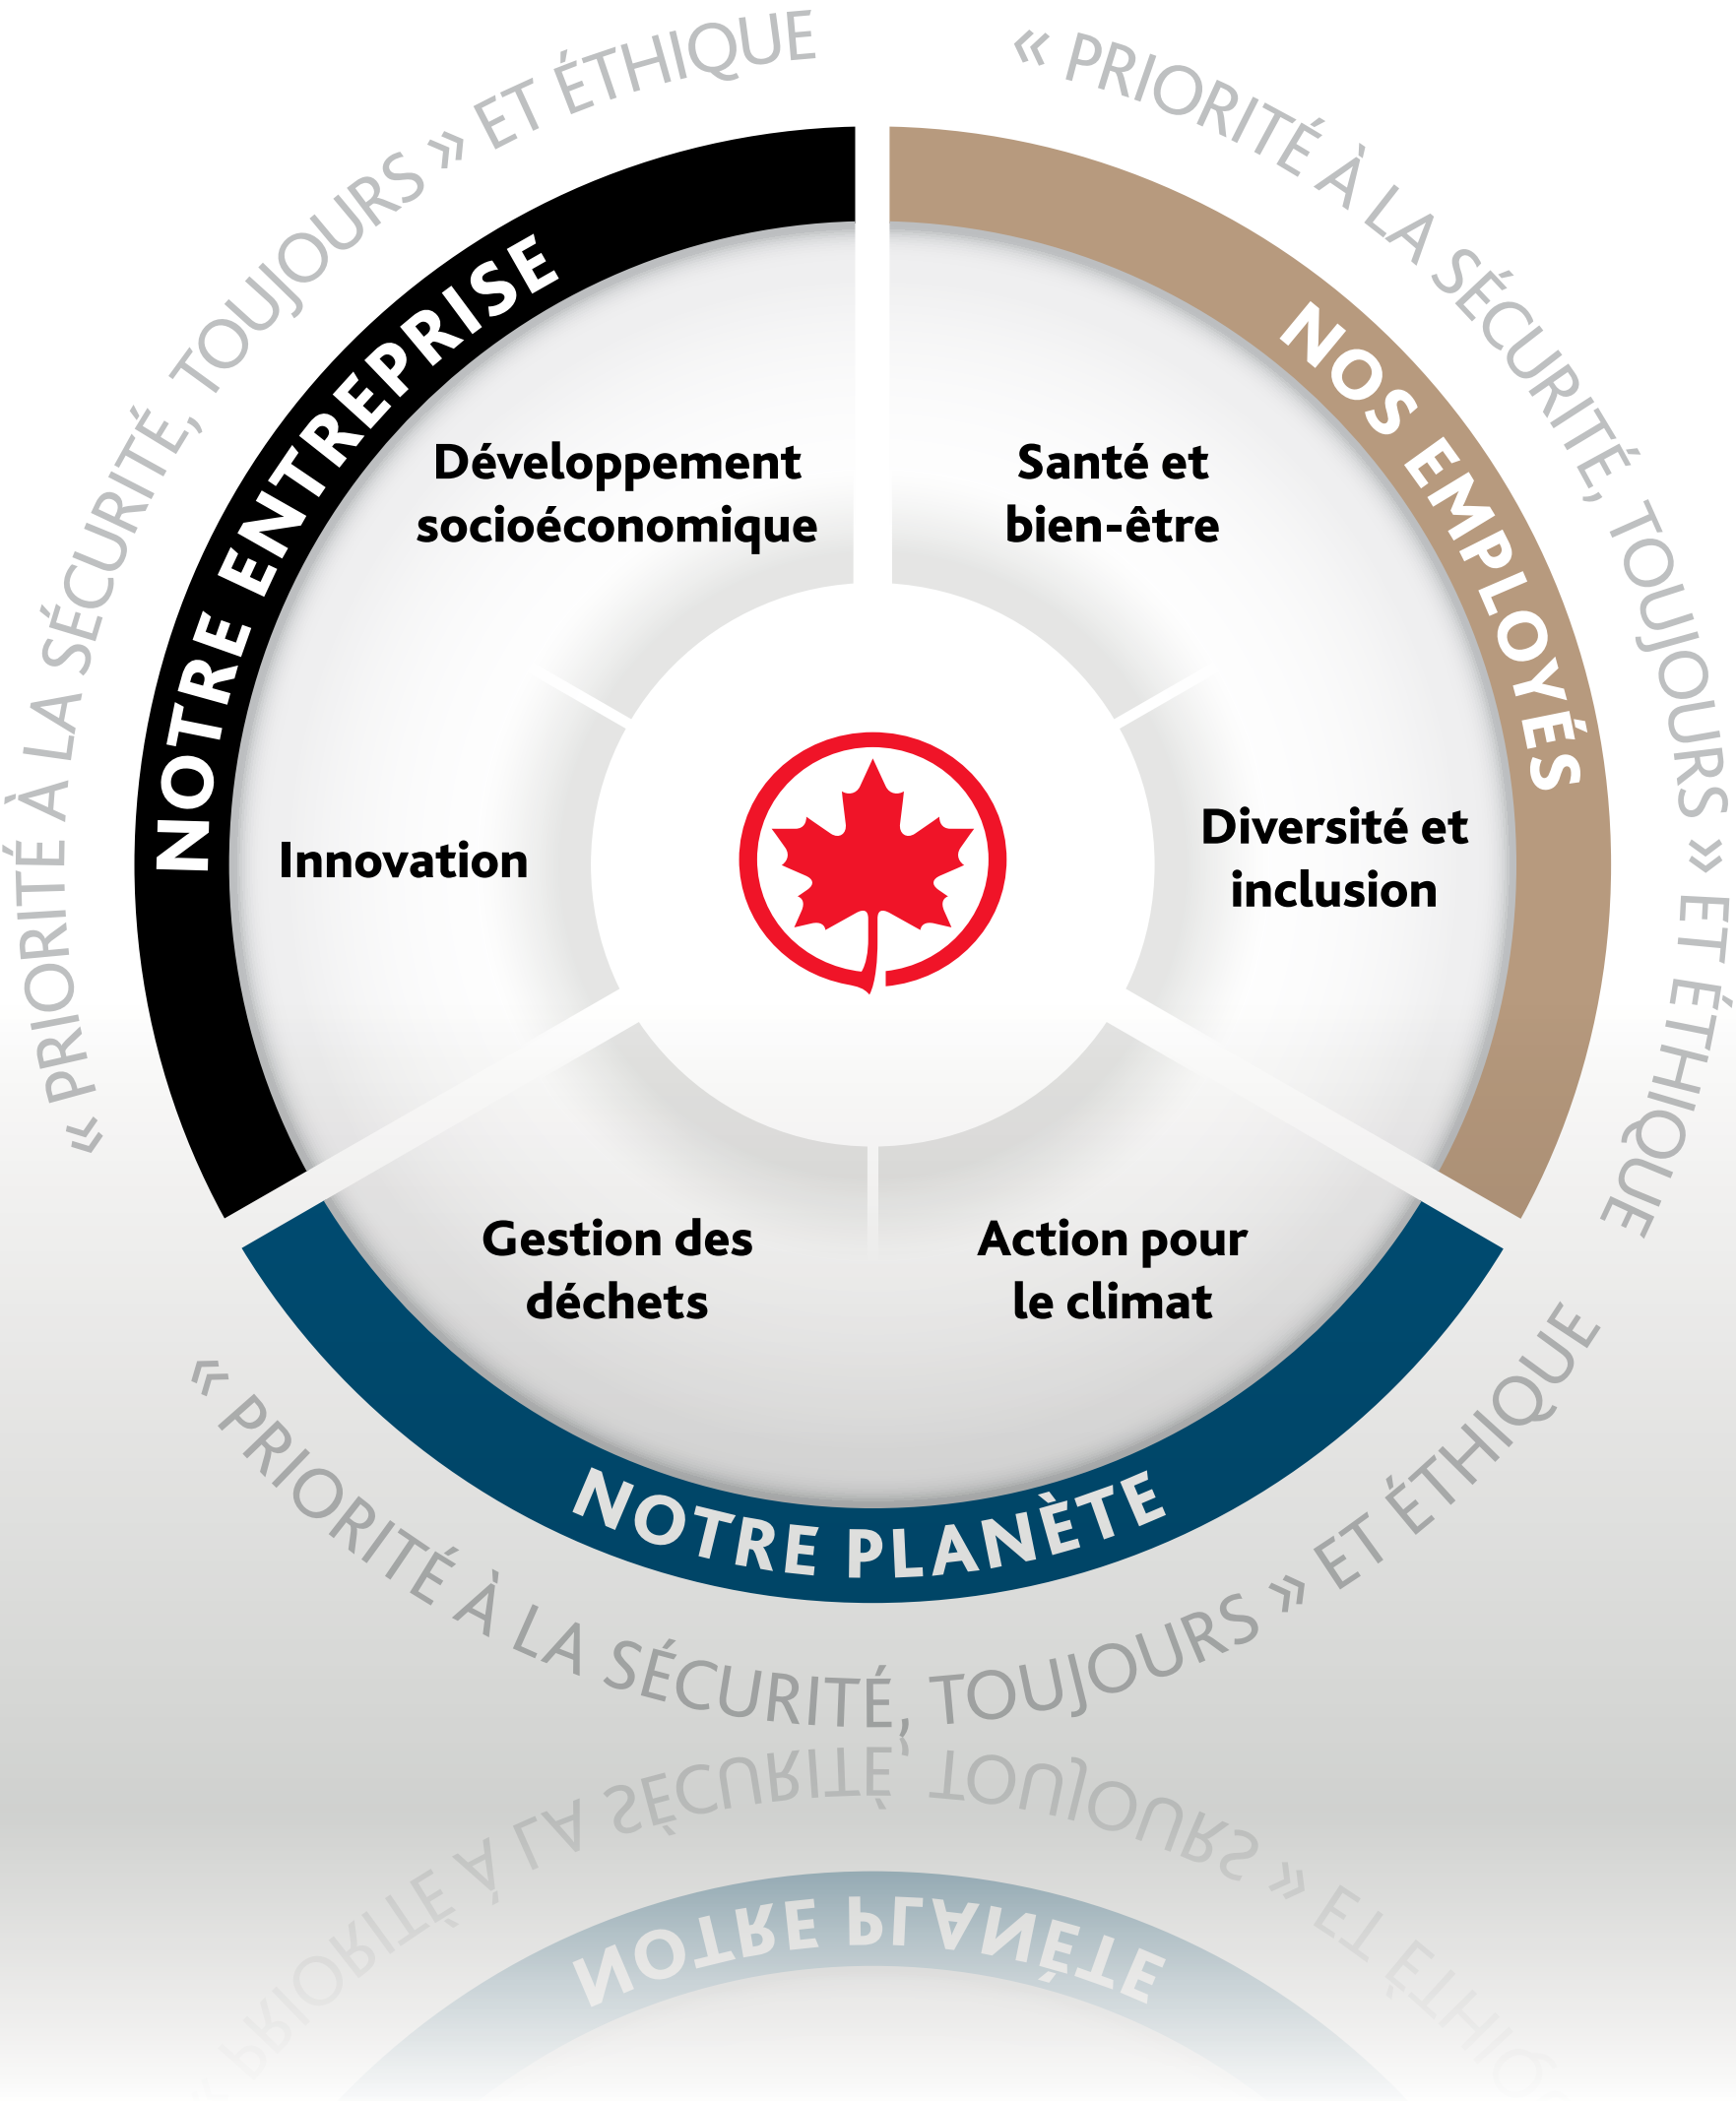 « PRIORITÉ À LA SÉCURITÉ, TOUJOURS » ET ÉTHIQUE
« PRIORITÉ À LA SÉCURITÉ, TOUJOURS » ET ÉTHIQUE
NOTRE ENTREPRISE
NOS EMPLOYÉS
Développement
socioéconomique
Santé et
bien-être
Innovation
Diversité et
inclusion
Gestion des
déchets
Action pour
le climat
NOTRE PLANÈTE
« PRIORITÉ À LA SÉCURITÉ, TOUJOURS » ET ÉTHIQUE